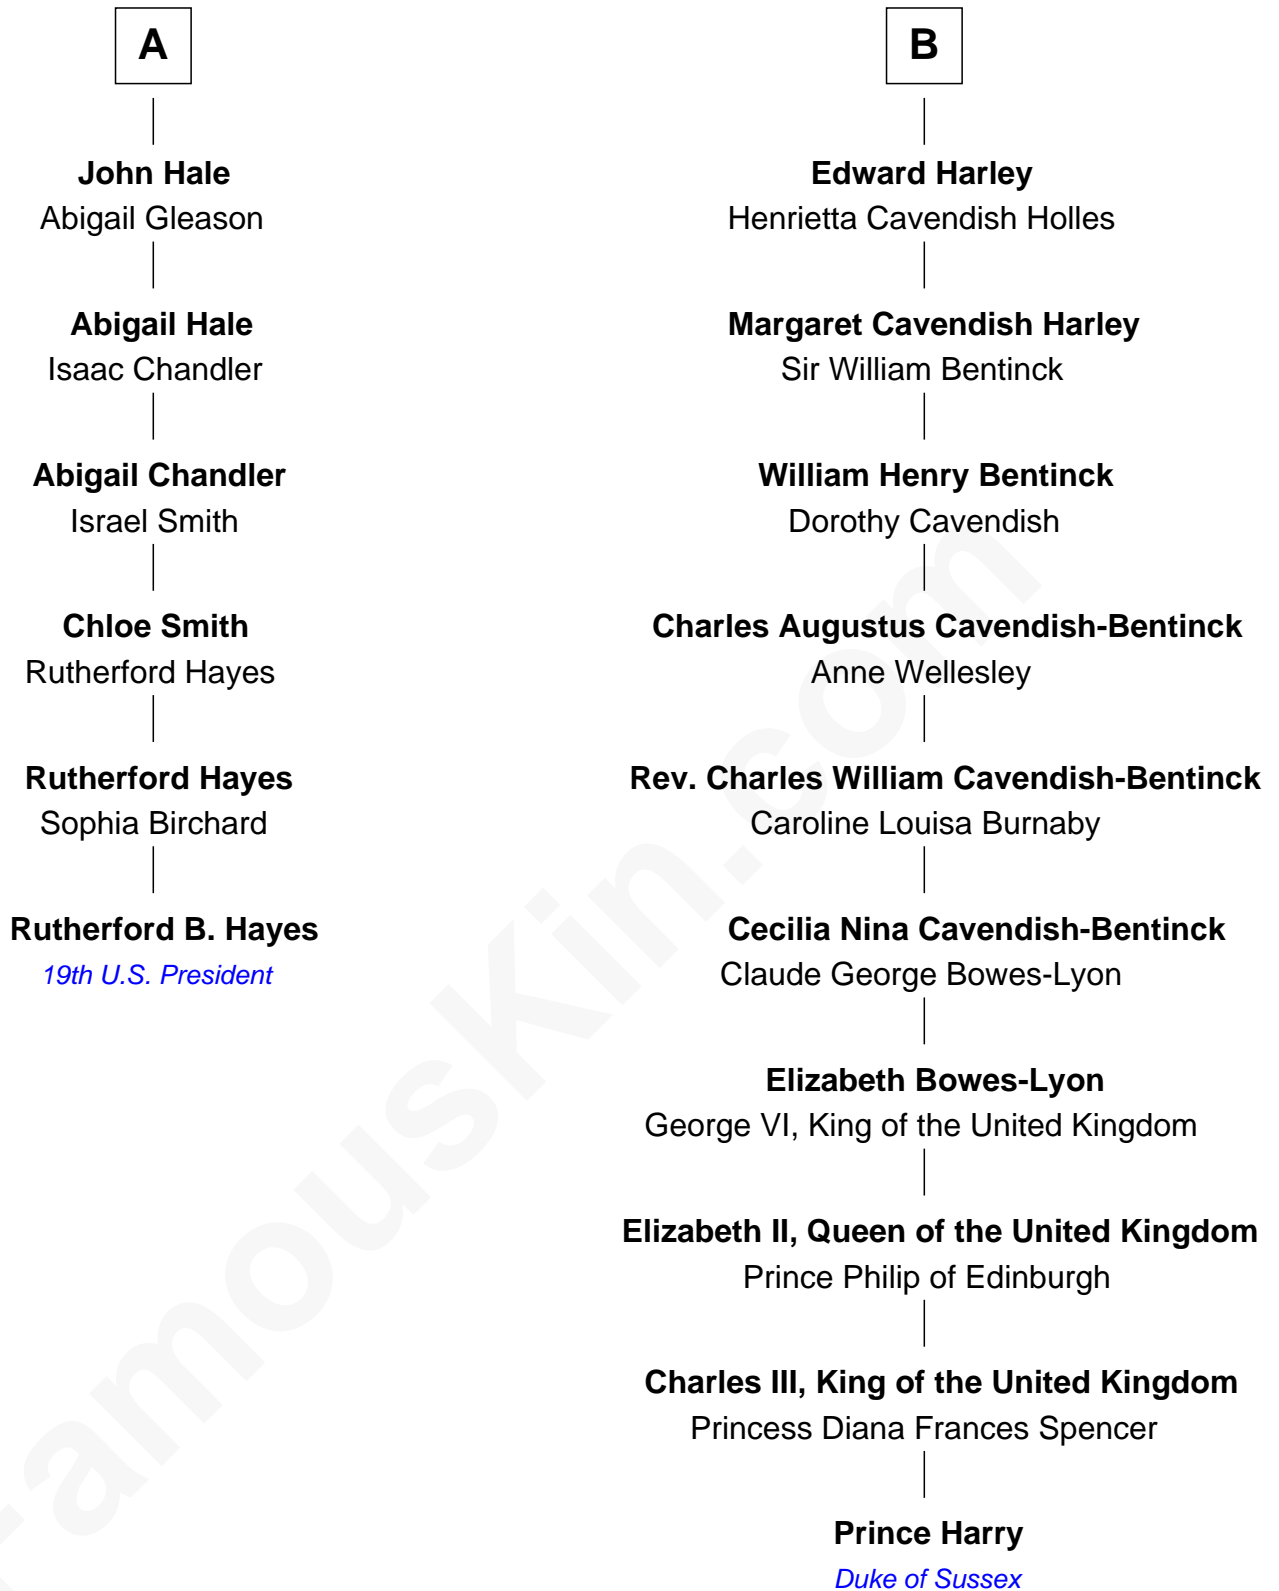 A
John Hale
Abigail Gleason
Abigail Hale
Isaac Chandler
Abigail Chandler
Israel Smith
Chloe Smith
Rutherford Hayes
Rutherford Hayes
Sophia Birchard
Rutherford B. Hayes
19th U.S. President
B
Edward Harley
Henrietta Cavendish Holles
Margaret Cavendish Harley
Sir William Bentinck
William Henry Bentinck
Dorothy Cavendish
Charles Augustus Cavendish-Bentinck
Anne Wellesley
Rev. Charles William Cavendish-Bentinck
Caroline Louisa Burnaby
Cecilia Nina Cavendish-Bentinck
Claude George Bowes-Lyon
Elizabeth Bowes-Lyon
George VI, King of the United Kingdom
Elizabeth II, Queen of the United Kingdom
Prince Philip of Edinburgh
Charles III, King of the United Kingdom
Princess Diana Frances Spencer
Prince Harry
Duke of Sussex
FamousKin.com